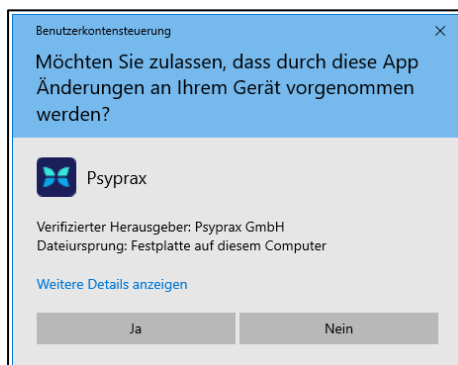 Benutzerkontensteuerung
Möchten Sie zulassen, dass durch diese App
Änderungen an Ihrem Gerät vorgenommen
werden?
Psyprax
Verifizierter Herausgeber: Psyprax GmbH
Dateiursprung: Festplatte auf diesem Computer
Weitere Details anzeigen
Ja
Nein